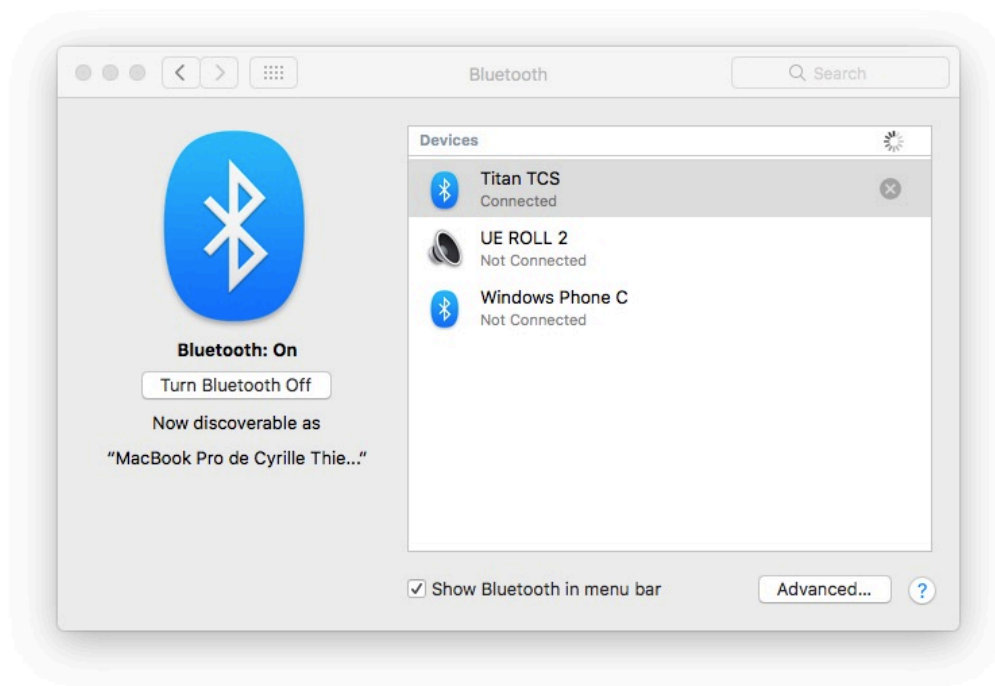 Bluetooth
Search
Devices
Titan TCS
Connected
UE ROLL 2
Not Connected
Windows Phone C
Not Connected
Bluetooth: On
Turn Bluetooth Off
Now discoverable as
“MacBook Pro de Cyrille Thie...“
Show Bluetooth in menu bar
Advanced...
?